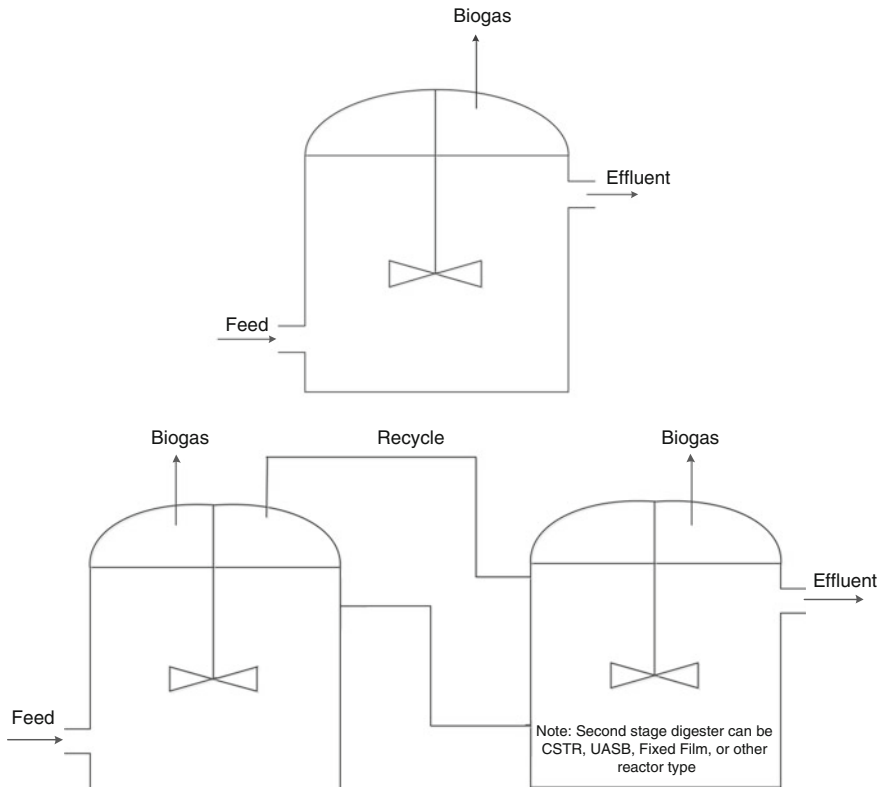 Biogas
Effluent
Feed
Biogas
Recycle
Biogas
Effluent
Feed
Note: Second stage digester can be
CSTR, UASB, Fixed Film, or other
reactor type